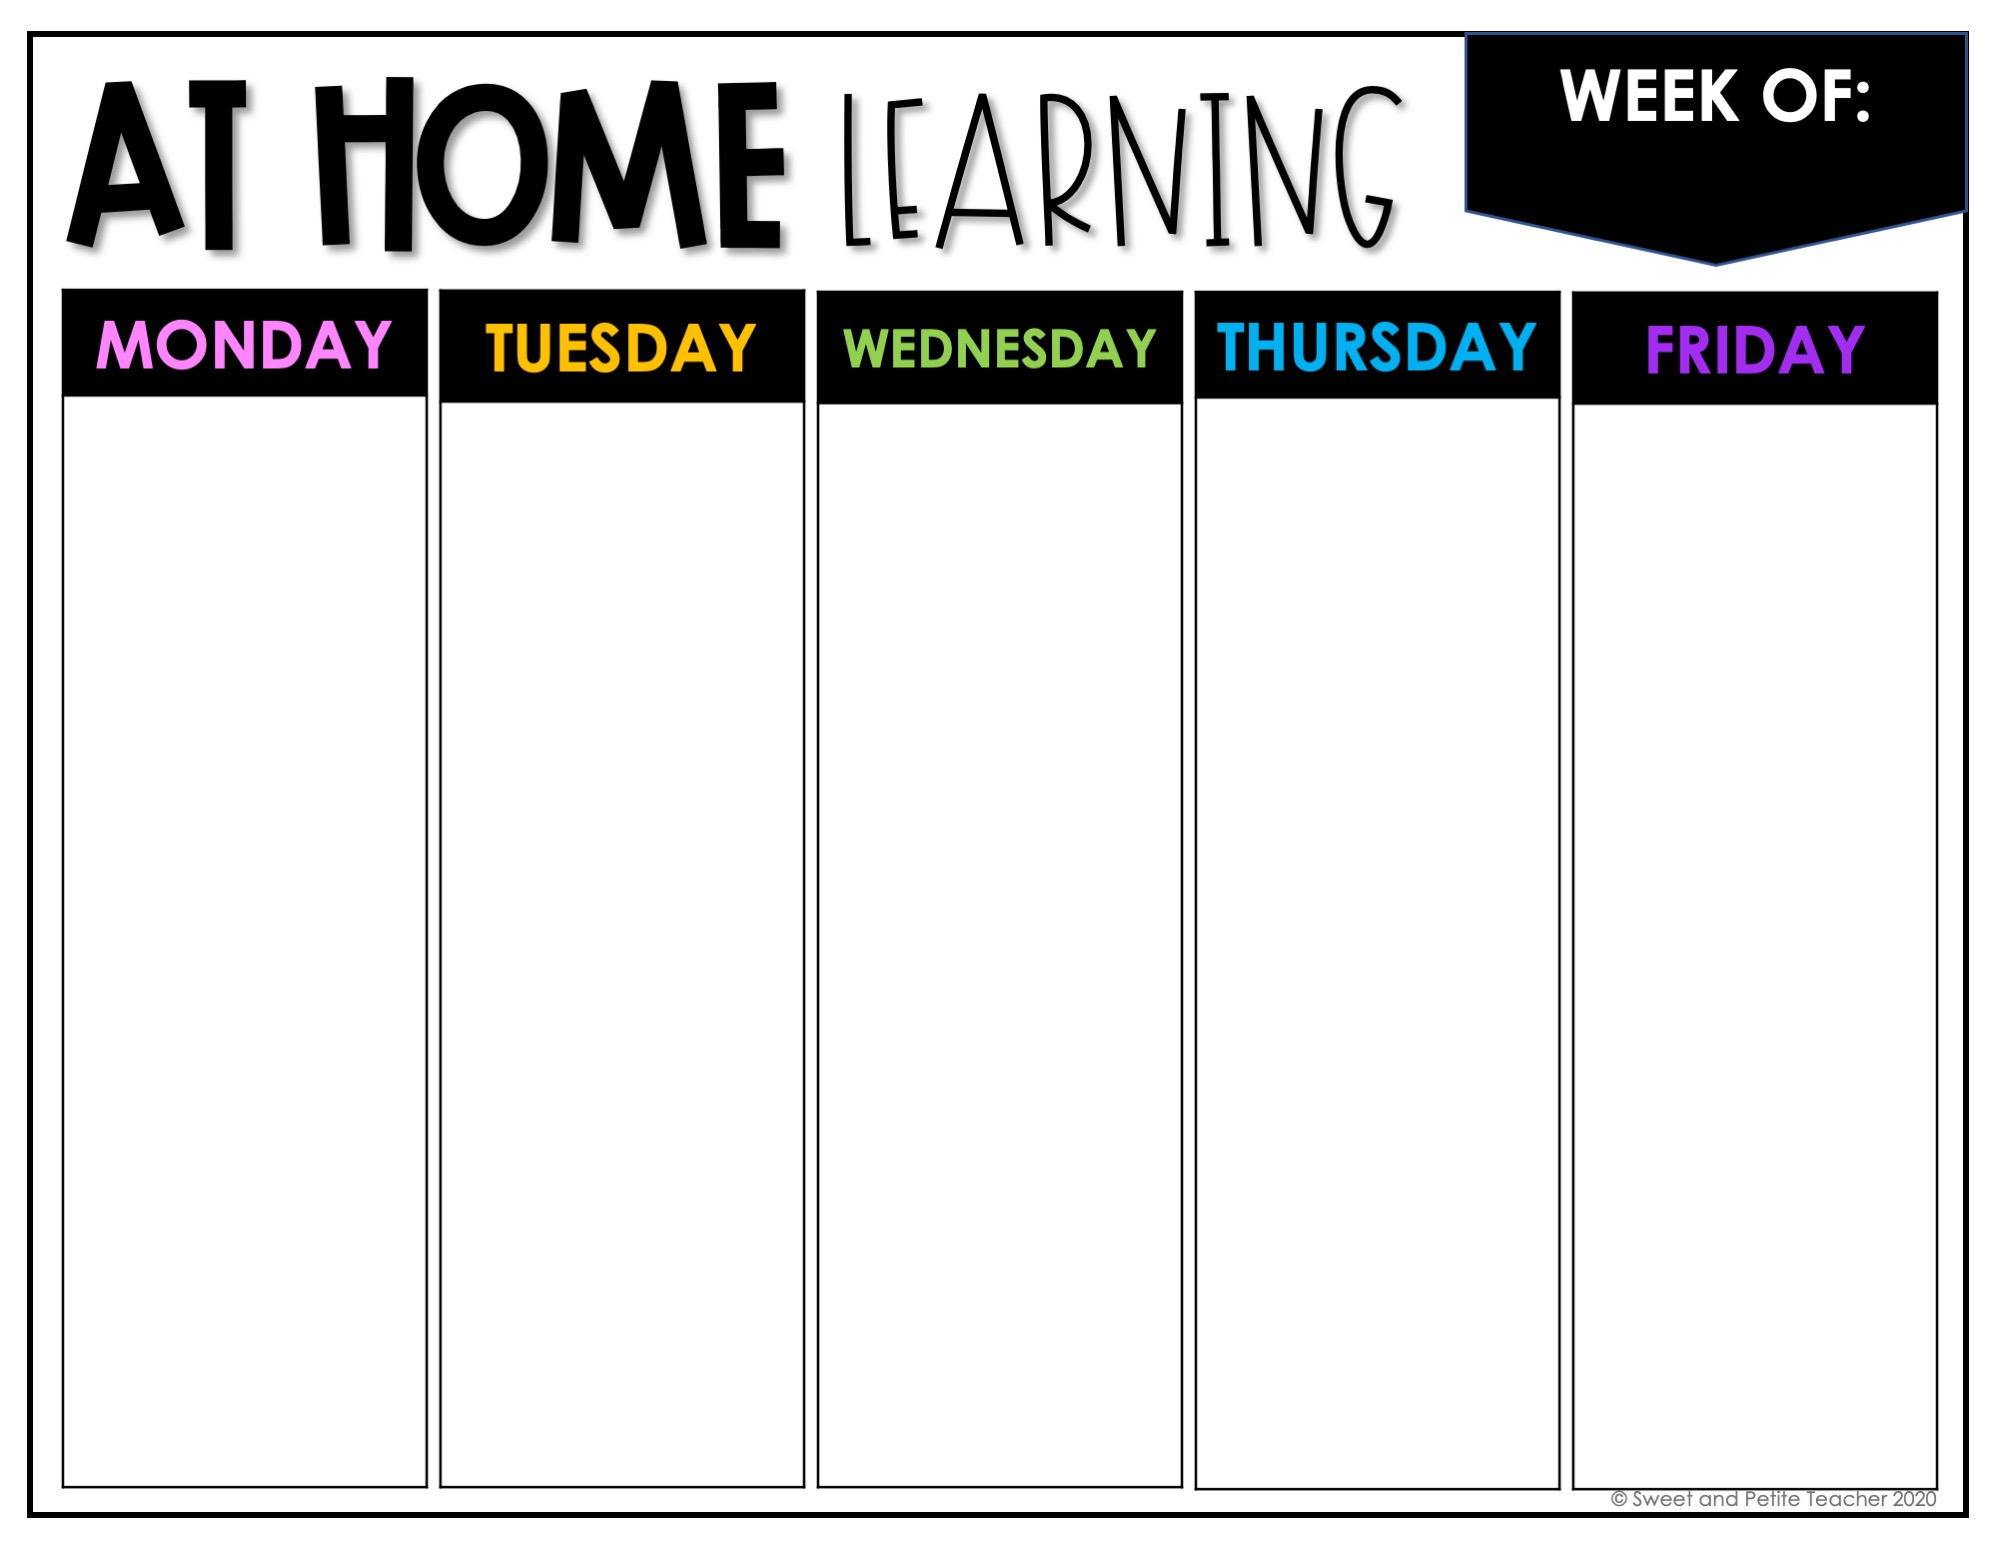 AT HOME LEARNING
WEEK OF:
MONDAY TUESDAY WEDNESDAY THURSDAY FRIDAY
© Sweet and Petite Teacher 2020